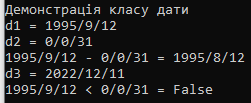 Демонстрація класу дати
d1 = 1995/9/12
d2 = 0/0/31
1995/9/12 - 0/0/31 = 1995/8/12
d3 = 2022/12/11
1995/9/12 < 0/0/31 = False